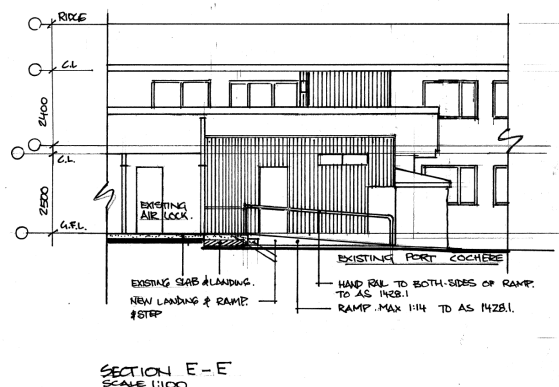 RIDGE
C.L
2400
C.L.
2500
G.F.L.
EXISTING
AIR LOCK.
EXISTING PORT COCHERE
EXISTING SLAB & LANDING.
NEW LANDING & RAMP.
& STEP
HAND RAIL TO BOTH-SIDES OF RAMP.
TO AS 1428.1
RAMP. MAX 1:14 TO AS 1428.1.
SECTION E-E
SCALE 1:100